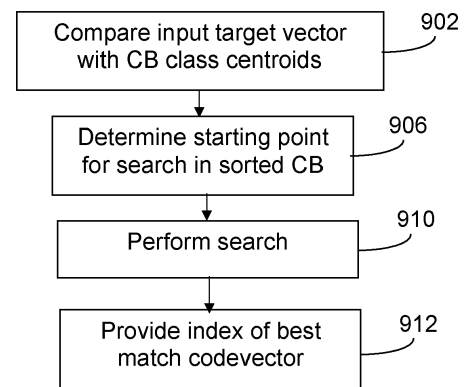 Compare input target vector
with CB class centroids
902
Determine starting point
for search in sorted CB
906
Perform search
910
Provide index of best
match codevector
912